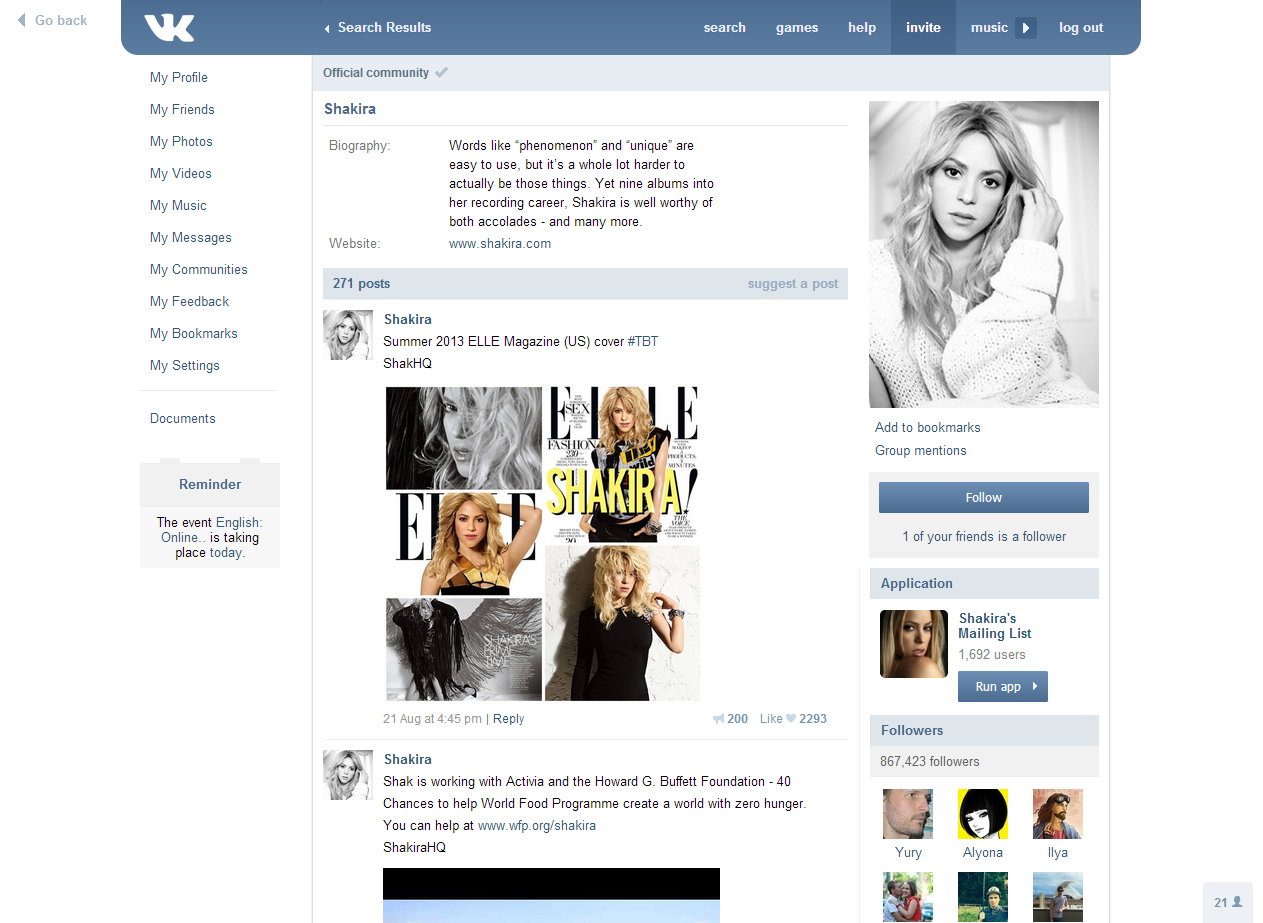 Go back
Search Results
search
games
help
invite
music
log out
My Profile
My Friends
My Photos
My Videos
My Music
My Messages
My Communities
My Feedback
My Bookmarks
My Settings
Documents
Reminder
The event English:
Online.. is taking
place today.
Official community
Shakira
Biography:
Words like “phenomenon” and “unique” are
easy to use, but it’s a whole lot harder to
actually be those things. Yet nine albums into
her recording career, Shakira is well worthy of
both accolades - and many more.
Website:
www.shakira.com
271 posts
suggest a post
Shakira
Summer 2013 ELLE Magazine (US) cover #TBT
ShakHQ
ELLE
SEX
FASHION
SHAKIRA!
THE VOICE
ELLE
SHAKIRA'S
PRIME
TIME
21 Aug at 4:45 pm | Reply
200
Like 2293
Shakira
Shak is working with Activia and the Howard G. Buffett Foundation - 40
Chances to help World Food Programme create a world with zero hunger.
You can help at www.wfp.org/shakira
ShakiraHQ
Add to bookmarks
Group mentions
Follow
1 of your friends is a follower
Application
Shakira's
Mailing List
1,692 users
Run app
Followers
867,423 followers
Yury
Alyona
Ilya
21